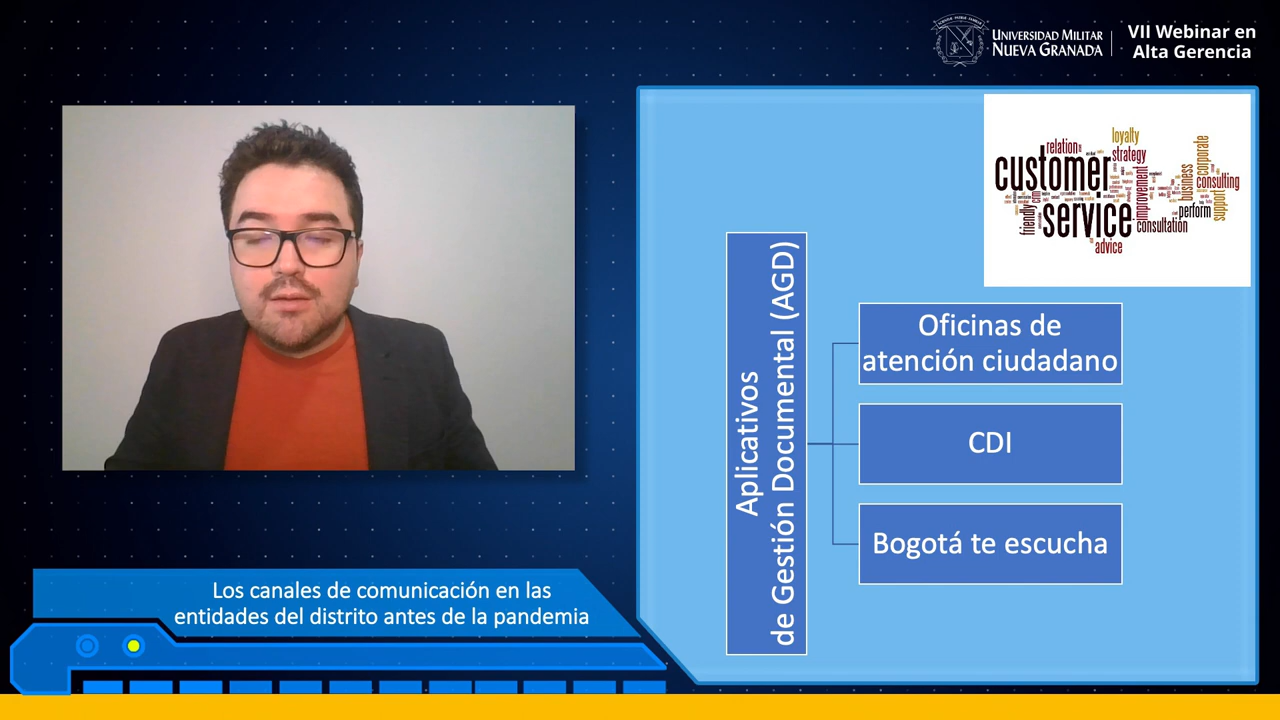 UNIVERSIDAD MILITAR
NUEVA GRANADA
VII Webinar en
Alta Gerencia
loyalty
relation
strategy
customer
service
improvement
business
corporate
consulting
support
perform
consultation
friendly
crm
advice
Aplicativos
de Gestión Documental (AGD)
Oficinas de
atención ciudadano
CDI
Bogotá te escucha
Los canales de comunicación en las
entidades del distrito antes de la pandemia